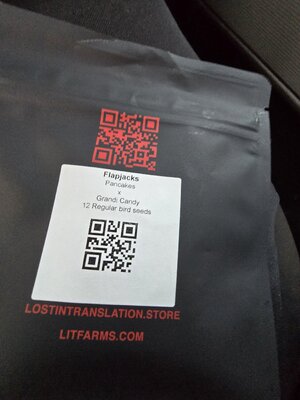 Flapjacks
Pancakes
x
Grandi Candy
12 Regular bird seeds
LOSTINTRANSLATION.STORE
LITFARMS.COM